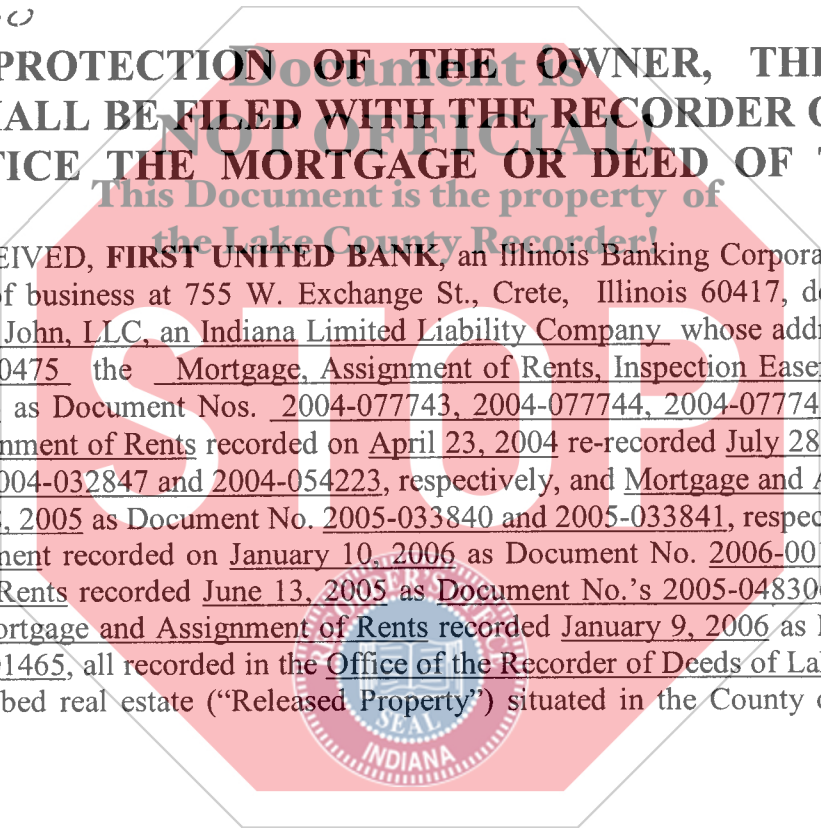 PROTECTION OF THE OWNER, THI
HALL BE FILED WITH THE RECORDER O
TICE THE MORTGAGE OR DEED OF T
Document is
NOT OFFICIAL!
This Document is the property of
the Lake County Recorder!
EIVED, FIRST UNITED BANK, an Illinois Banking Corpora
of business at 755 W. Exchange St., Crete, Illinois 60417, d
John, LLC, an Indiana Limited Liability Company whose addr
0475 the Mortgage, Assignment of Rents, Inspection Ease
as Document Nos. 2004-077743, 2004-077744, 2004-07774
nment of Rents recorded on April 23, 2004 re-recorded July 28
004-032847 and 2004-054223, respectively, and Mortgage and A
, 2005 as Document No. 2005-033840 and 2005-033841, respec
ment recorded on January 10, 2006 as Document No. 2006-001
Rents recorded June 13, 2005 as Document No.'s 2005-04830
ortgage and Assignment of Rents recorded January 9, 2006 as
1465, all recorded in the Office of the Recorder of Deeds of Lak
bed real estate (“Released Property”) situated in the County o
STOP
RECORDER'S OFFICE
SEAL
INDIANA